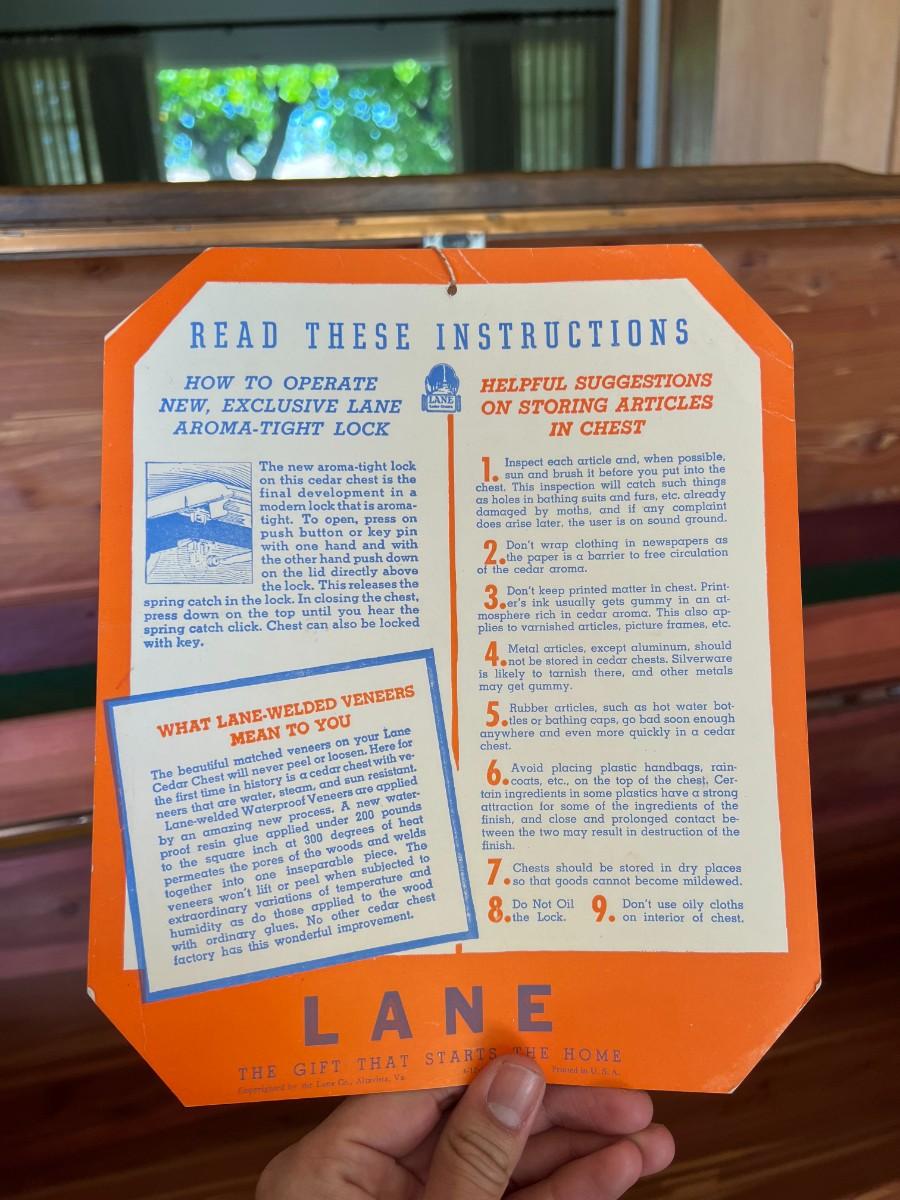 READ THESE INSTRUCTIONS
HOW TO OPERATE
NEW, EXCLUSIVE LANE
AROMA-TIGHT LOCK
The new aroma-tight lock
on this cedar chest is the
final development in a
modern lock that is aroma-
tight. To open, press on
push button or key pin
with one hand and with
the other hand push down
on the lid directly above
the lock. This releases the
spring catch in the lock. In closing the chest,
press down on the top until you hear the
spring catch click. Chest can also be locked
with key.
WHAT LANE-WELDED VENEERS
MEAN TO YOU
The beautiful matched veneers on your Lane
Cedar Chest will never peel or loosen. Here for
the first time in history is a cedar chest with ve-
neers that are water, steam, and sun resistant.
Lane-welded Waterproof Veneers are applied
by an amazing new process. A new water-
proof resin glue applied under 200 pounds
to the square inch at 300 degrees of heat
permeates the pores of the woods and welds
together into one inseparable piece. The
veneers won't lift or peel when subjected to
extraordinary variations of temperature and
humidity as do those applied to the wood
with ordinary glues. No other cedar chest
factory has this wonderful improvement.
LANE
Cedar Chests
HELPFUL SUGGESTIONS
ON STORING ARTICLES
IN CHEST
1. Inspect each article and, when possible,
sun and brush it before you put into the
chest. This inspection will catch such things
as holes in bathing suits and furs, etc. already
damaged by moths, and if any complaint
does arise later, the user is on sound ground.
2. Don't wrap clothing in newspapers as
the paper is a barrier to free circulation
of the cedar aroma.
3. Don't keep printed matter in chest. Print-
er's ink usually gets gummy in an at-
mosphere rich in cedar aroma. This also ap-
plies to varnished articles, picture frames, etc.
4. Metal articles, except aluminum, should
not be stored in cedar chests. Silverware
is likely to tarnish there, and other metals
may get gummy.
5. Rubber articles, such as hot water bot-
tles or bathing caps, go bad soon enough
anywhere and even more quickly in a cedar
chest.
6. Avoid placing plastic handbags, rain-
coats, etc., on the top of the chest. Cer-
tain ingredients in some plastics have a strong
attraction for some of the ingredients of the
finish, and close and prolonged contact be-
tween the two may result in destruction of the
finish.
7. Chests should be stored in dry places
so that goods cannot become mildewed.
8. Do Not Oil
the Lock.
9. Don't use oily cloths
on interior of chest.
LANE
THE GIFT THAT STARTS THE HOME
Copyrighted by the Lane Co., Altavista, Va.
Printed in U. S. A.